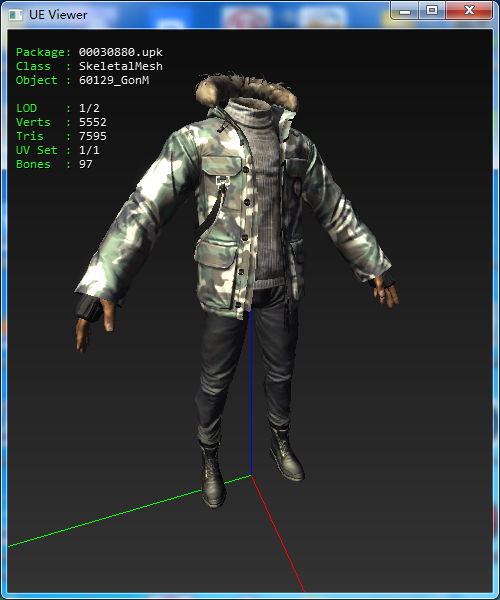 UE Viewer
Package: 00030880.upk
Class : SkeletalMesh
Object : 60129_GonM
LOD : 1/2
Verts : 5552
Tris : 7595
UV Set : 1/1
Bones : 97